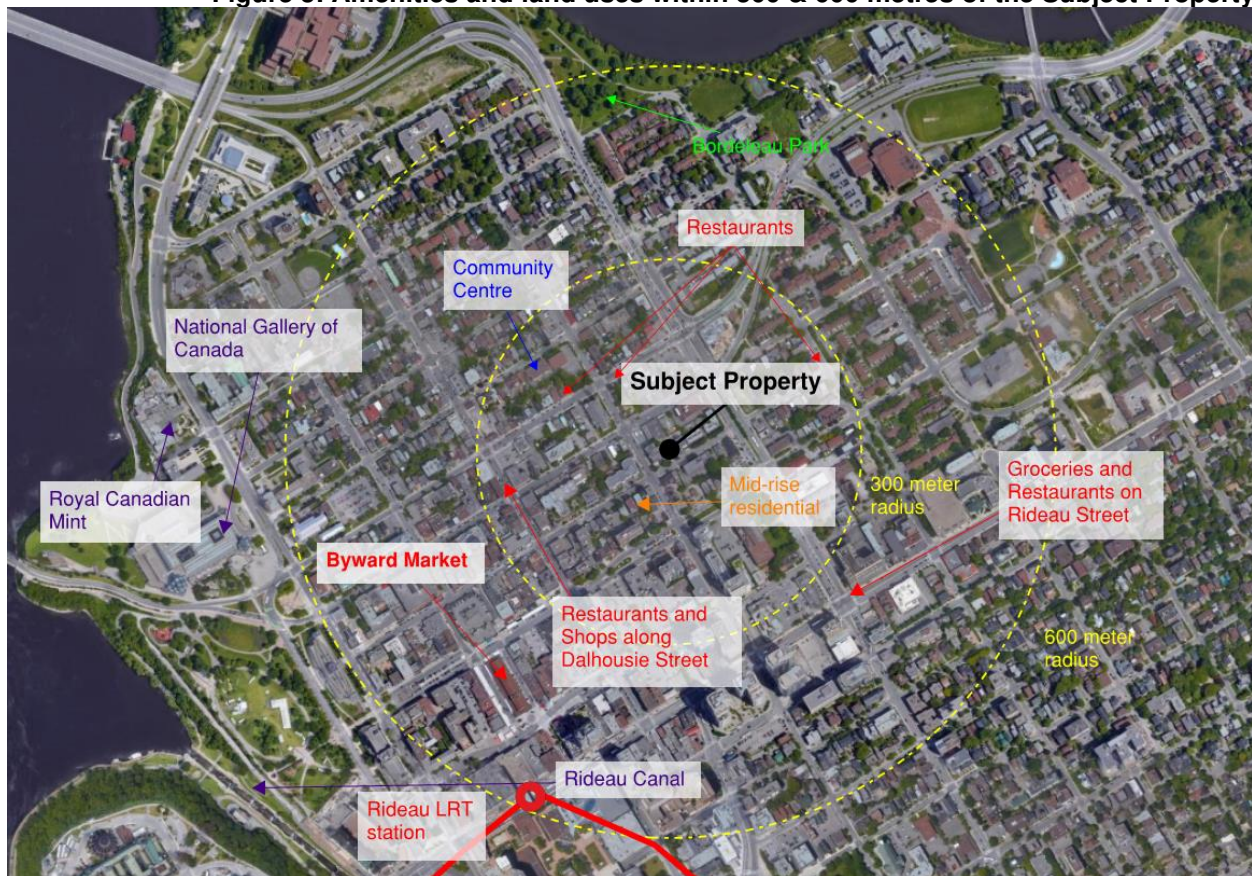 Figure 3: Amenities and land uses within 300 & 600 metres of the Subject Property
Bordeleau Park
Restaurants
Community
Centre
National Gallery of
Canada
Subject Property
Royal Canadian
Mint
Mid-rise
residential
300 meter
radius
Groceries and
Restaurants on
Rideau Street
Byward Market
Restaurants and
Shops along
Dalhousie Street
600 meter
radius
Rideau Canal
Rideau LRT
station